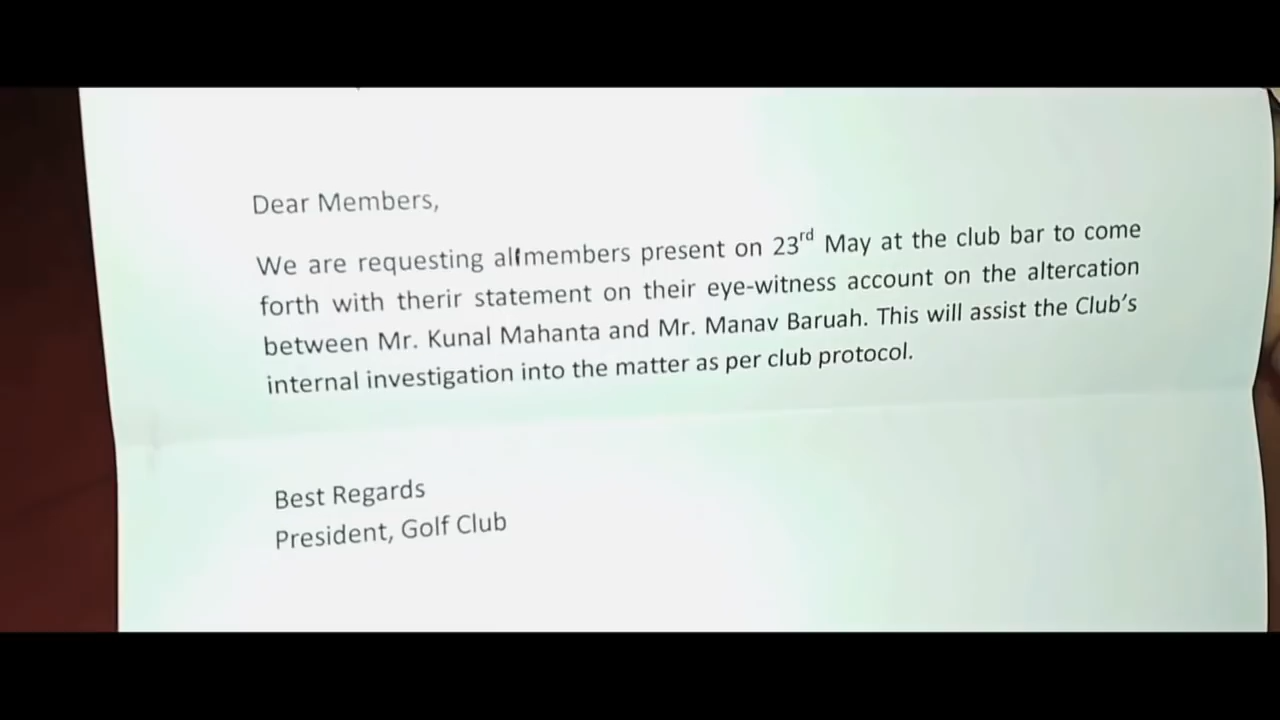 Dear Members,
We are requesting all members present on 23rd May at the club bar to come
forth with therir statement on their eye-witness account on the altercation
between Mr. Kunal Mahanta and Mr. Manav Baruah. This will assist the Club's
internal investigation into the matter as per club protocol.
Best Regards
President, Golf Club